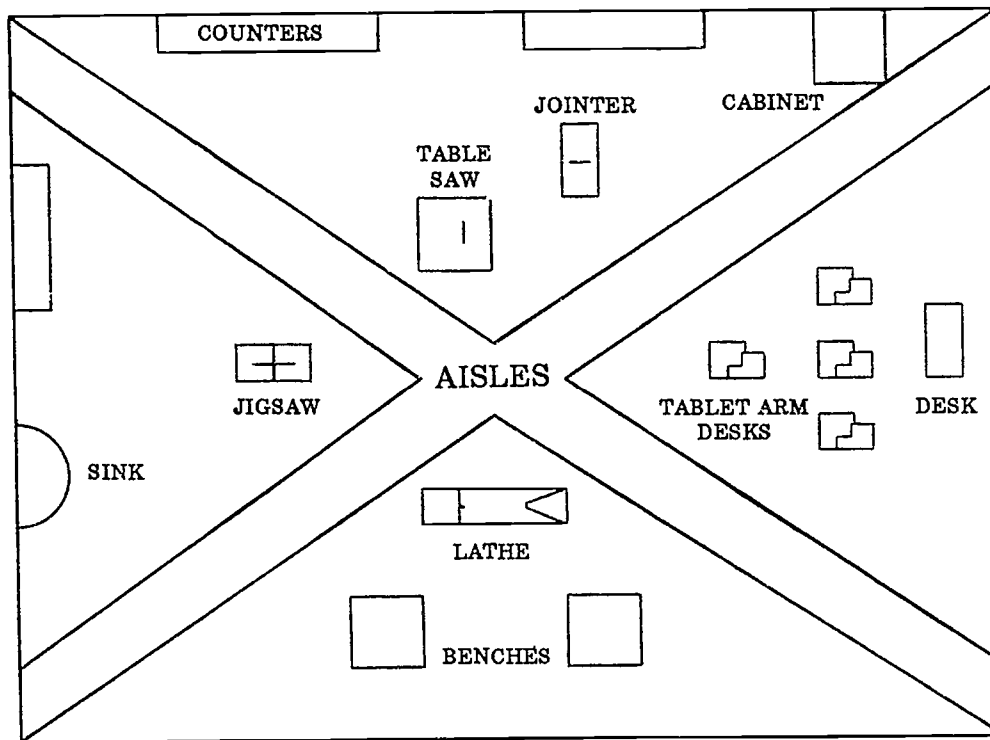 COUNTERS
JOINTER
CABINET
TABLE
SAW
AISLES
JIGSAW
TABLET ARM
DESKS
DESK
SINK
LATHE
BENCHES